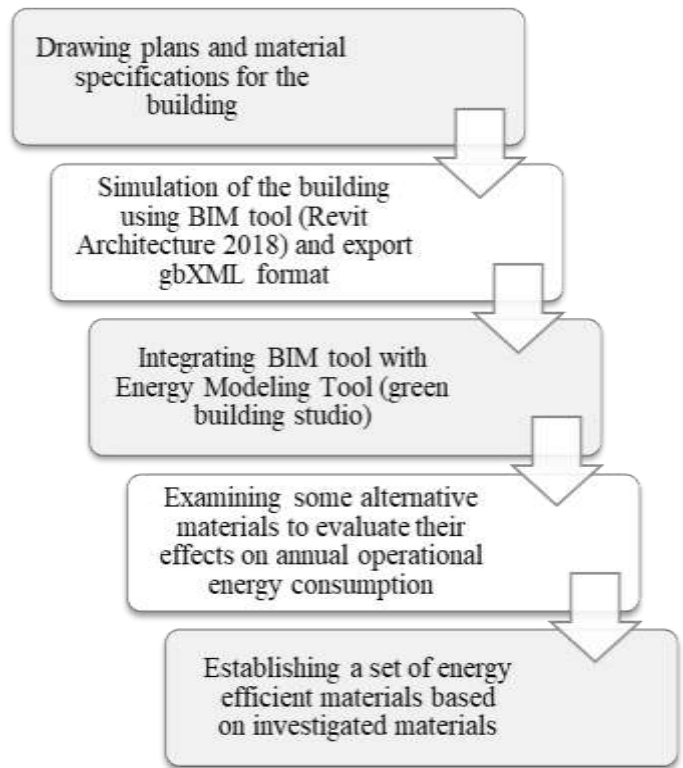 Drawing plans and material
specifications for the
building
Simulation of the building
using BIM tool (Revit
Architecture 2018) and export
gbXML format
Integrating BIM tool with
Energy Modeling Tool (green
building studio)
Examining some alternative
materials to evaluate their
effects on annual operational
energy consumption
Establishing a set of energy
efficient materials based
on investigated materials